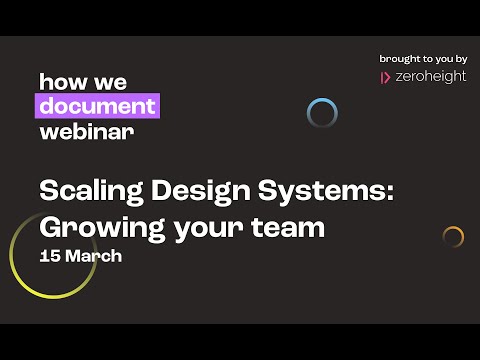 how we
document
webinar
brought to you by
zeroheight
Scaling Design Systems:
Growing your team
15 March